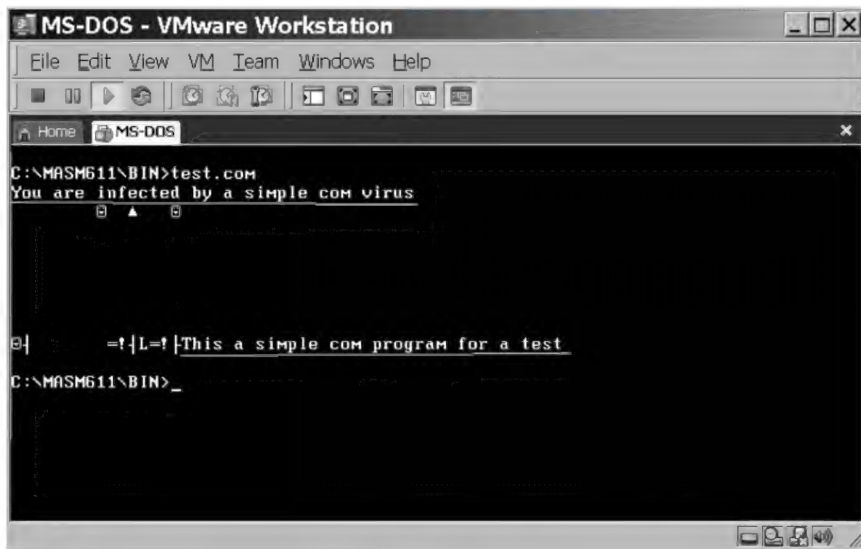 MS-DOS - VMware Workstation
File Edit View VM Team Windows Help
Home MS-DOS
C:\MASM611\BIN>test.com
You are infected by a simple com virus
=!┤L=!├This a simple com program for a test
C:\MASM611\BIN>_